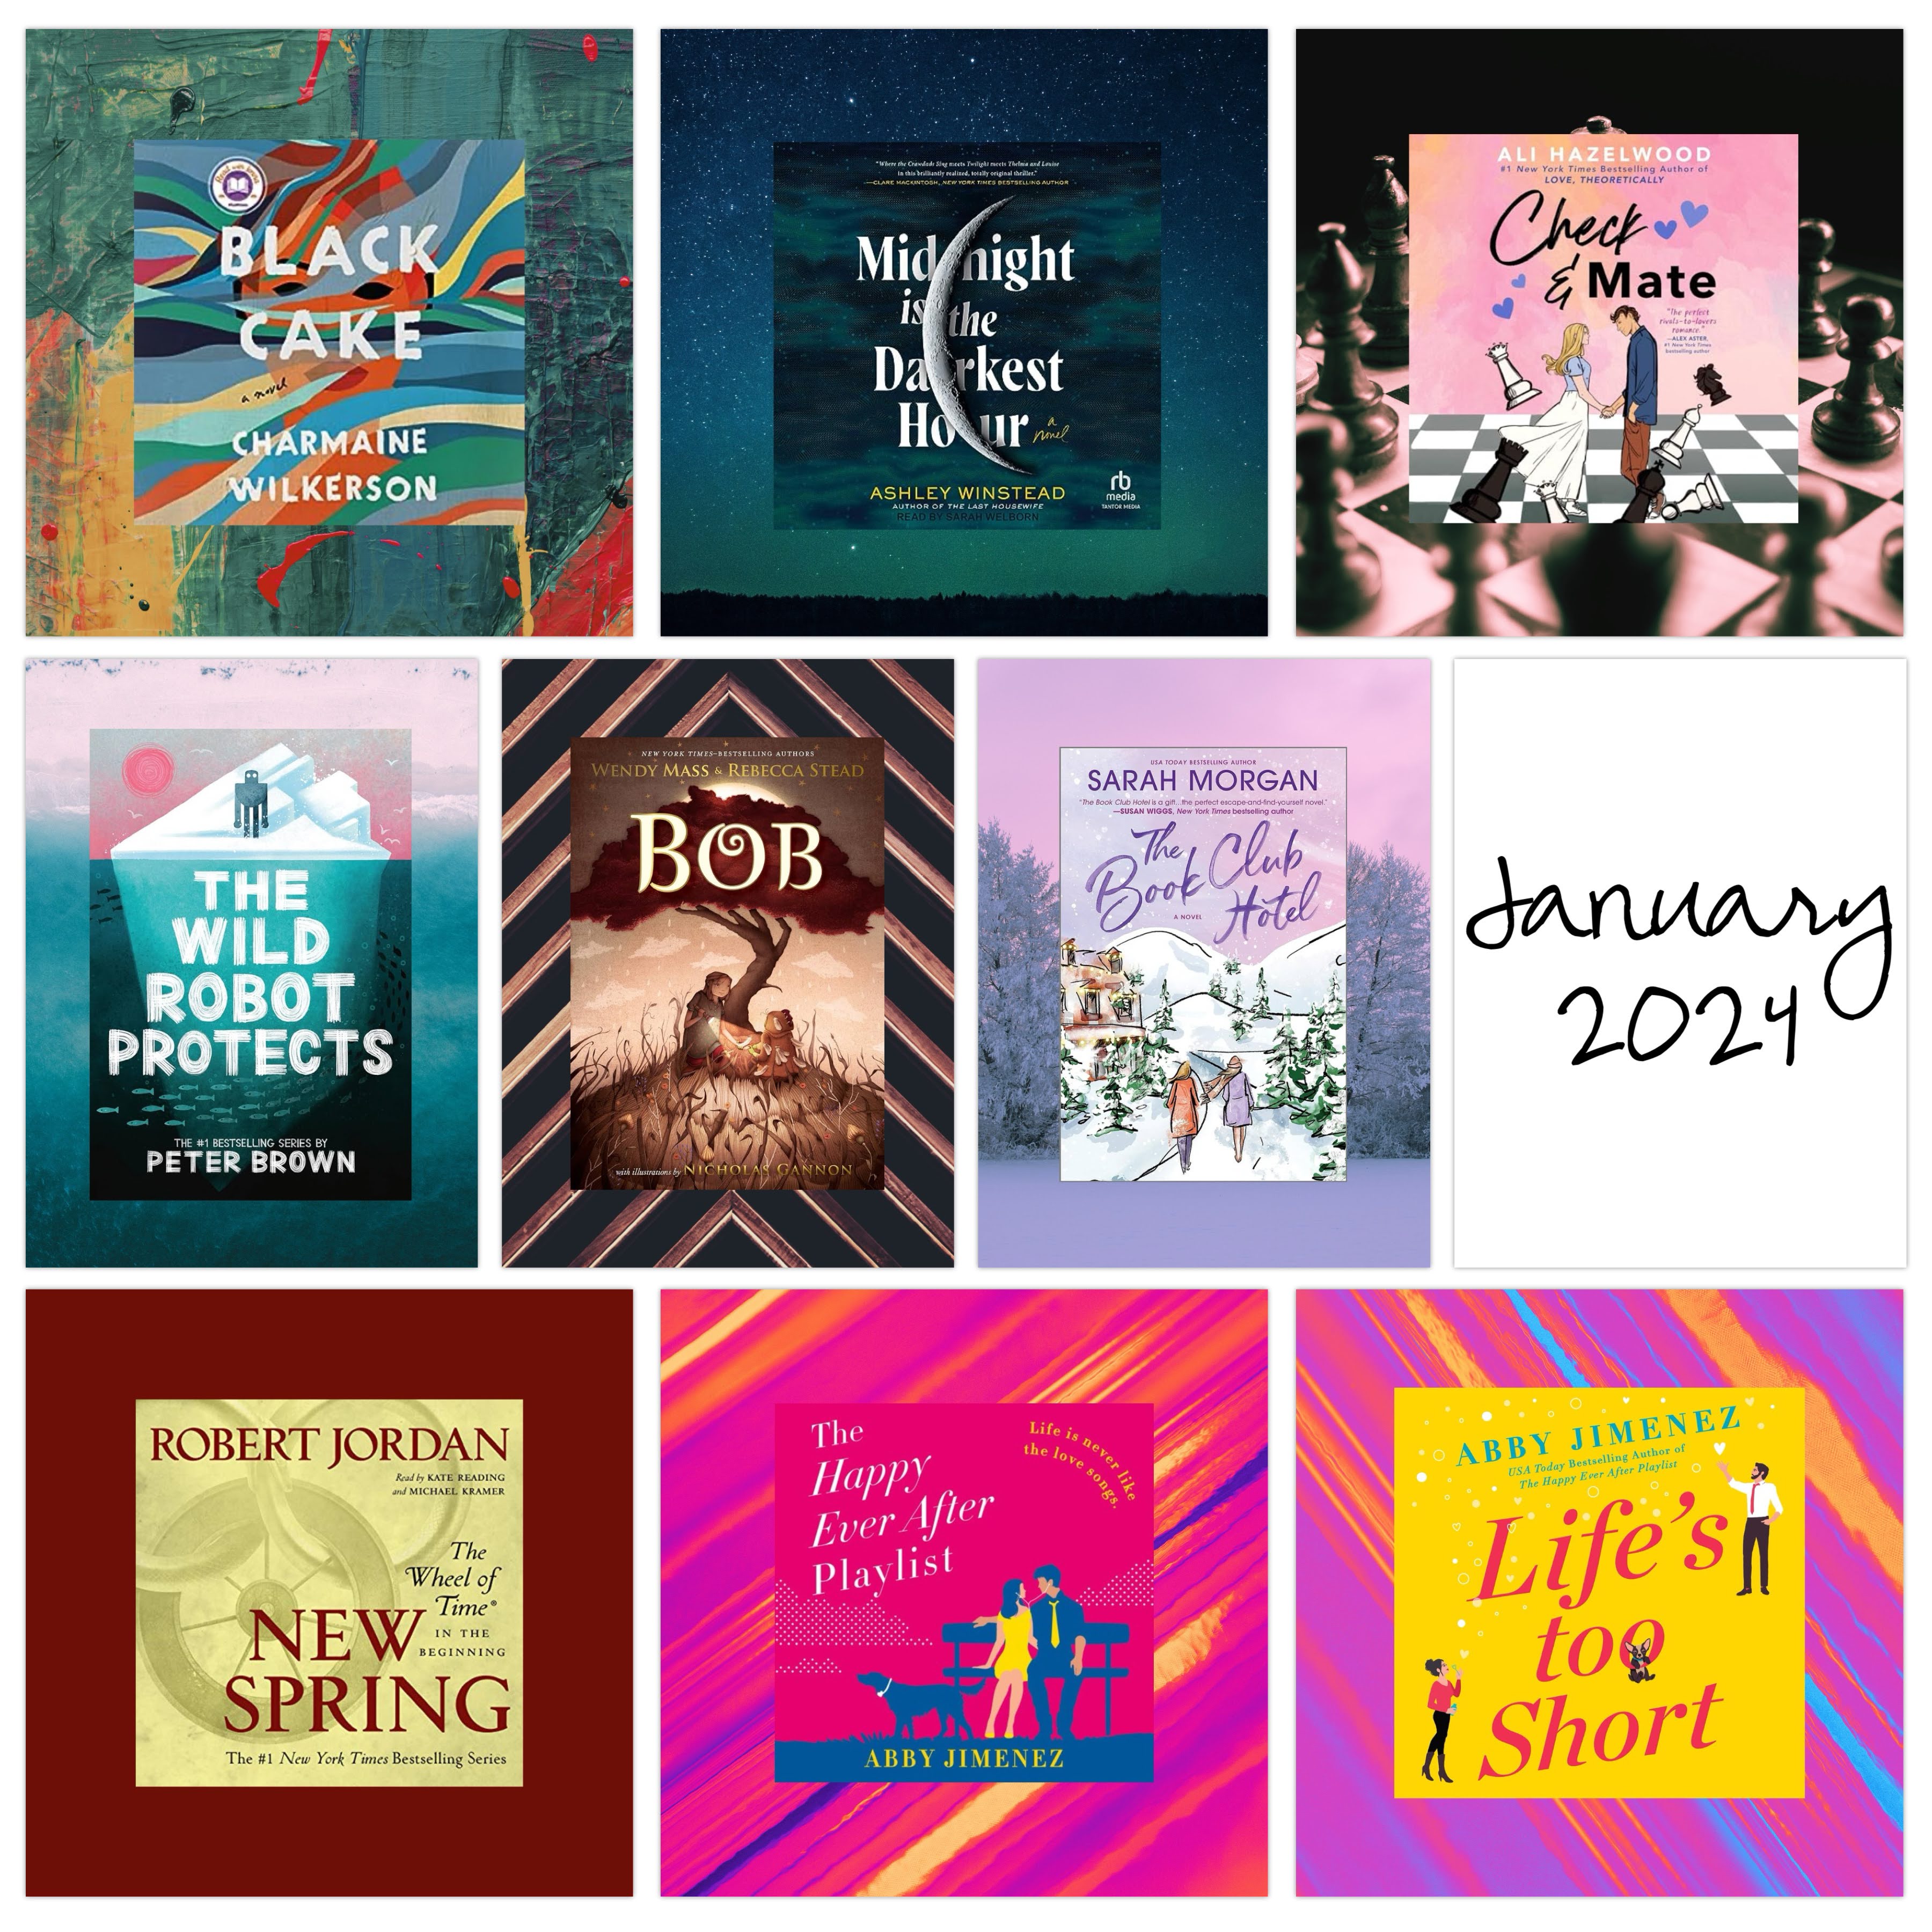 BLACK
CAKE
a novel
CHARMAINE
WILKERSON
"Where the Crawdads Sing meets Twilight meets Thelma and Louise
in this brilliantly realized, totally original thriller."
—CLARE MACKINTOSH, NEW YORK TIMES BESTSELLING AUTHOR
Midnight
is the
Darkest
Hour
a
novel
ASHLEY WINSTEAD
AUTHOR OF THE LAST HOUSEWIFE
READ BY SARAH WELBORN
rb
media
TANTOR MEDIA
ALI HAZELWOOD
#1 New York Times Bestselling Author of
LOVE, THEORETICALLY
Check
& Mate
"The perfect
rivals-to-lovers
romance."
—ALEX ASTER,
#1 New York Times
bestselling author
THE
WILD
ROBOT
PROTECTS
THE #1 BESTSELLING SERIES BY
PETER BROWN
NEW YORK TIMES–BESTSELLING AUTHORS
WENDY MASS & REBECCA STEAD
BOB
with illustrations by NICHOLAS GANNON
USA TODAY BESTSELLING AUTHOR
SARAH MORGAN
"The Book Club Hotel is a gift...the perfect escape-and-find-yourself novel."
—SUSAN WIGGS, New York Times bestselling author
The
Book Club
Hotel
A NOVEL
January
2024
ROBERT JORDAN
Read by KATE READING
and MICHAEL KRAMER
The
Wheel of
Time®
IN THE
BEGINNING
NEW
SPRING
The #1 New York Times Bestselling Series
The
Happy
Ever After
Playlist
Life is never like
the love songs.
ABBY JIMENEZ
ABBY JIMENEZ
USA Today Bestselling Author of
The Happy Ever After Playlist
Life's
too
Short